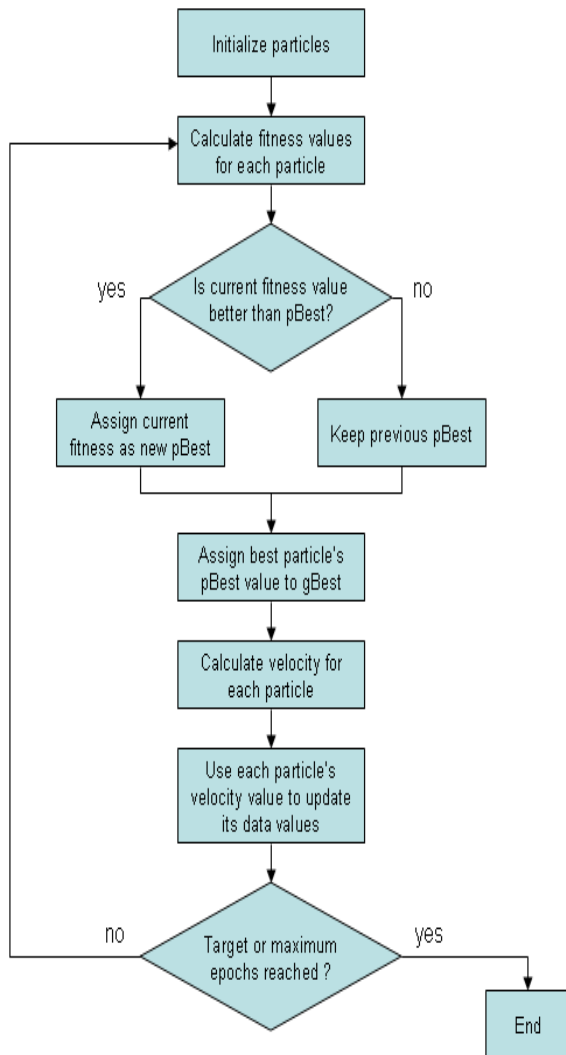 Initialize particles
Calculate fitness values
for each particle
Is current fitness value
better than pBest?
yes
no
Assign current
fitness as new pBest
Keep previous pBest
Assign best particle's
pBest value to gBest
Calculate velocity for
each particle
Use each particle's
velocity value to update
its data values
Target or maximum
epochs reached ?
no
yes
End